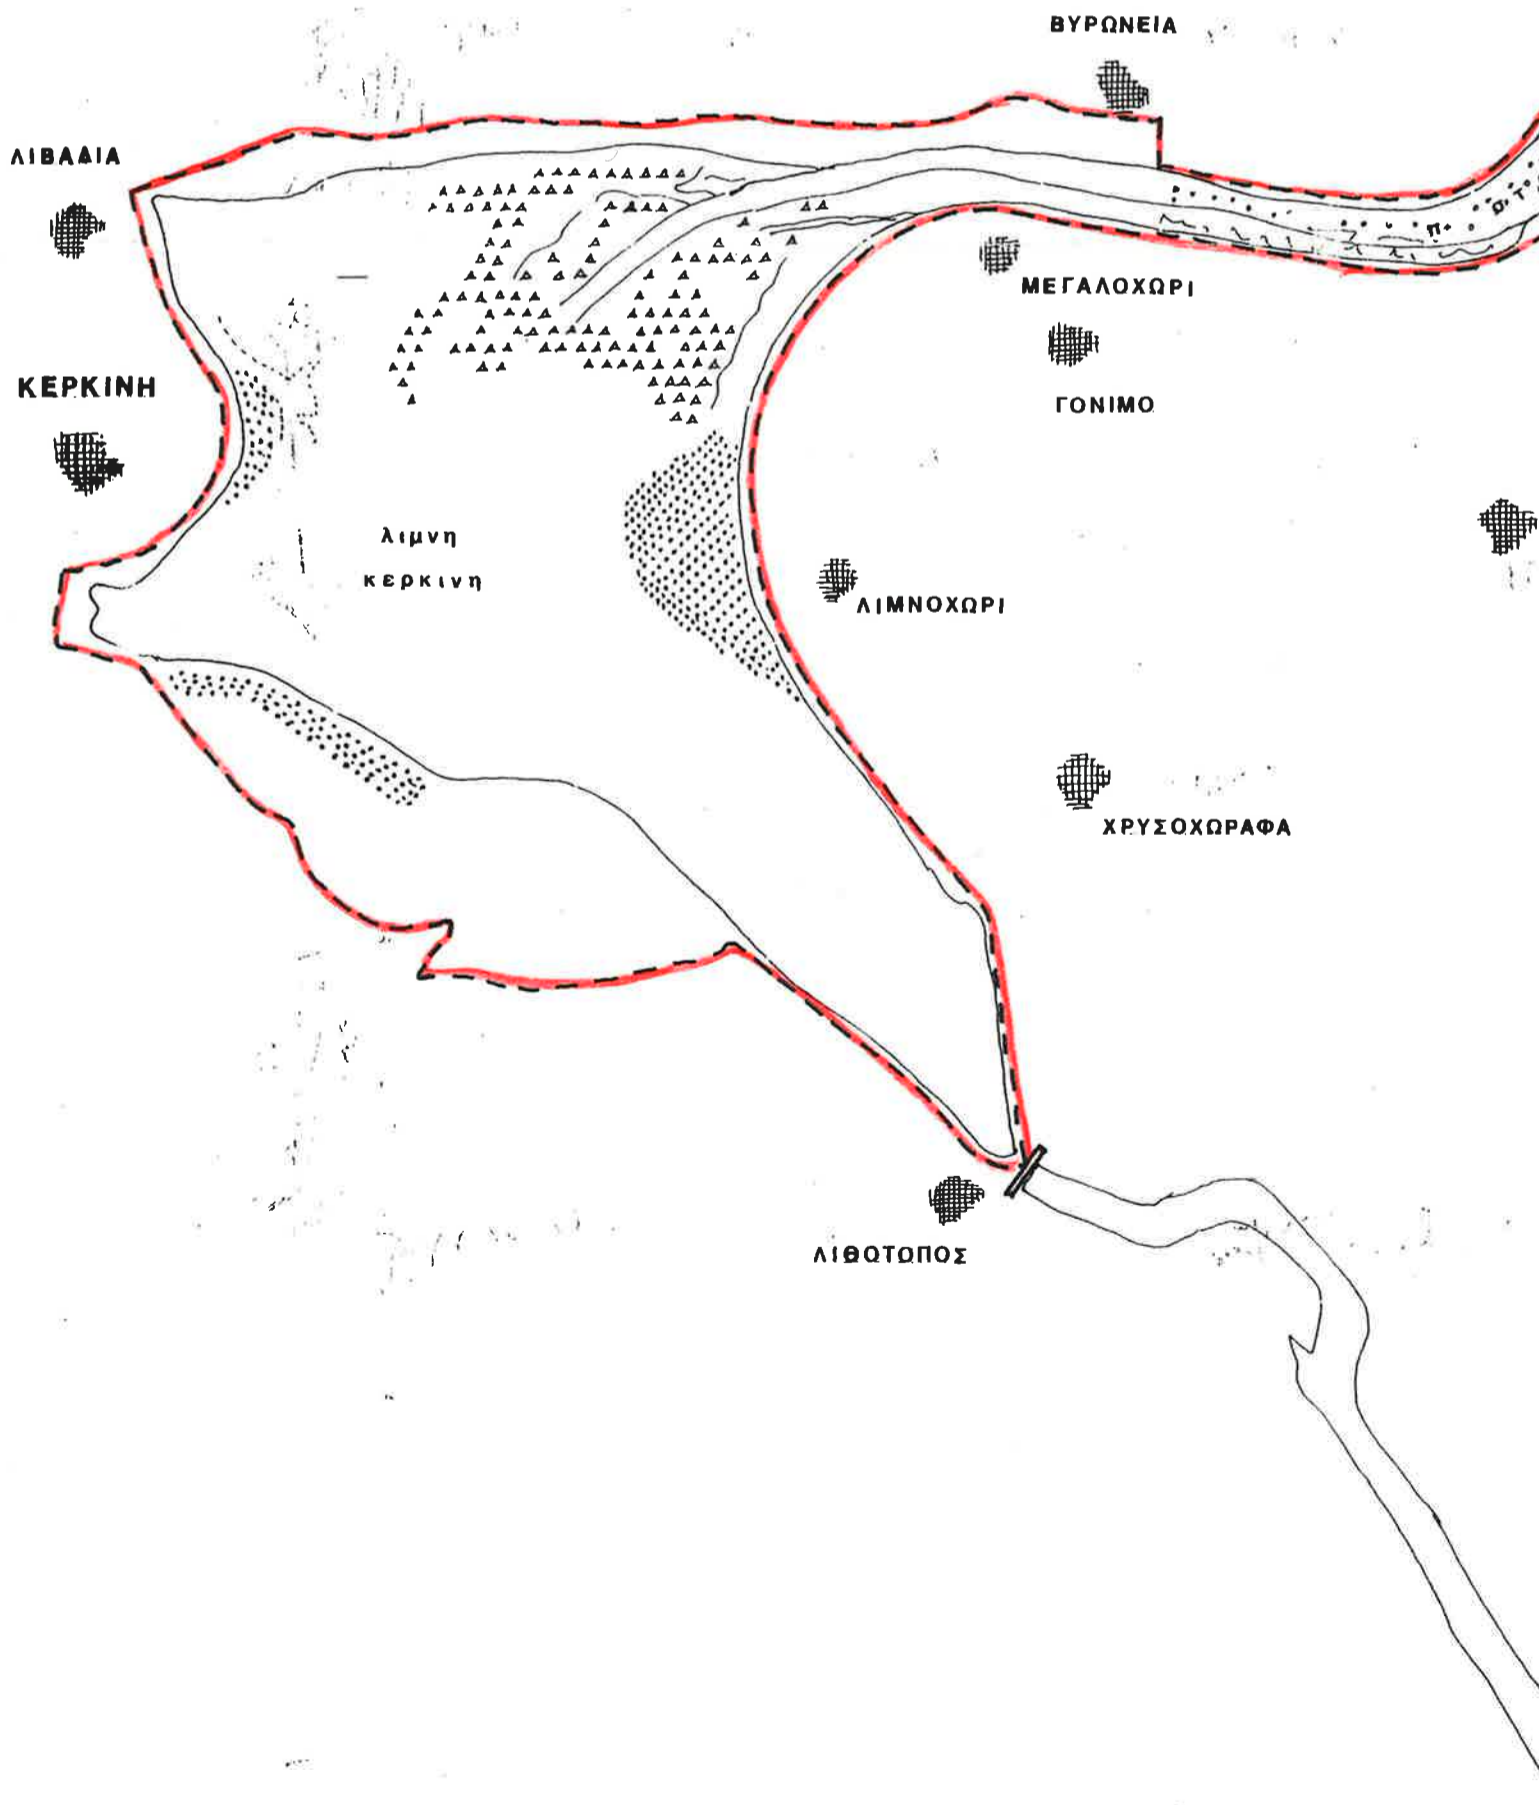 ΒΥΡΩΝΕΙΑ
ΛΙΒΑΔΙΑ
ΜΕΓΑΛΟΧΩΡΙ
ΚΕΡΚΙΝΗ
ΓΟΝΙΜΟ
λιμνη
κερκινη
ΛΙΜΝΟΧΩΡΙ
ΧΡΥΣΟΧΩΡΑΦΑ
ΛΙΘΟΤΟΠΟΣ